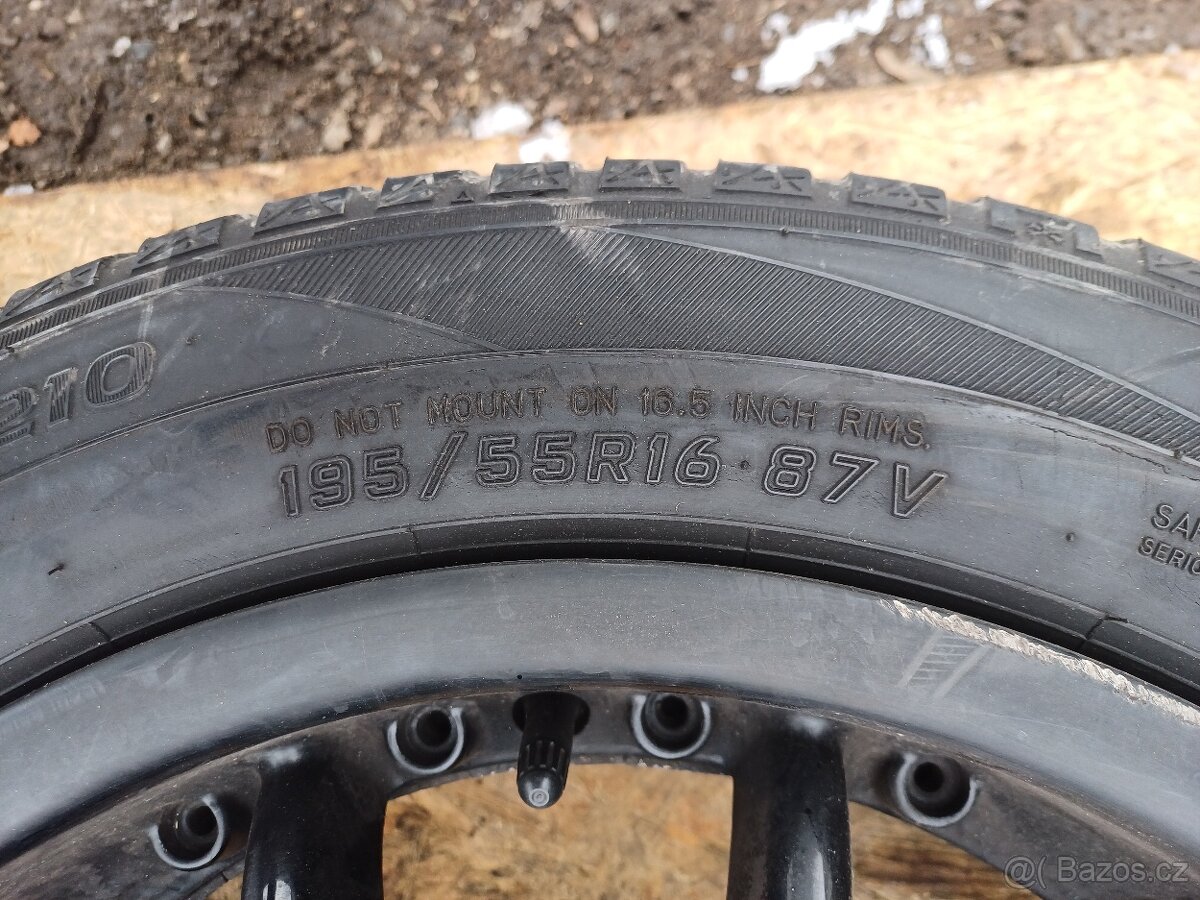 210
DO NOT MOUNT ON 16.5 INCH RIMS.
195/55R16 87V
Bazos.cz